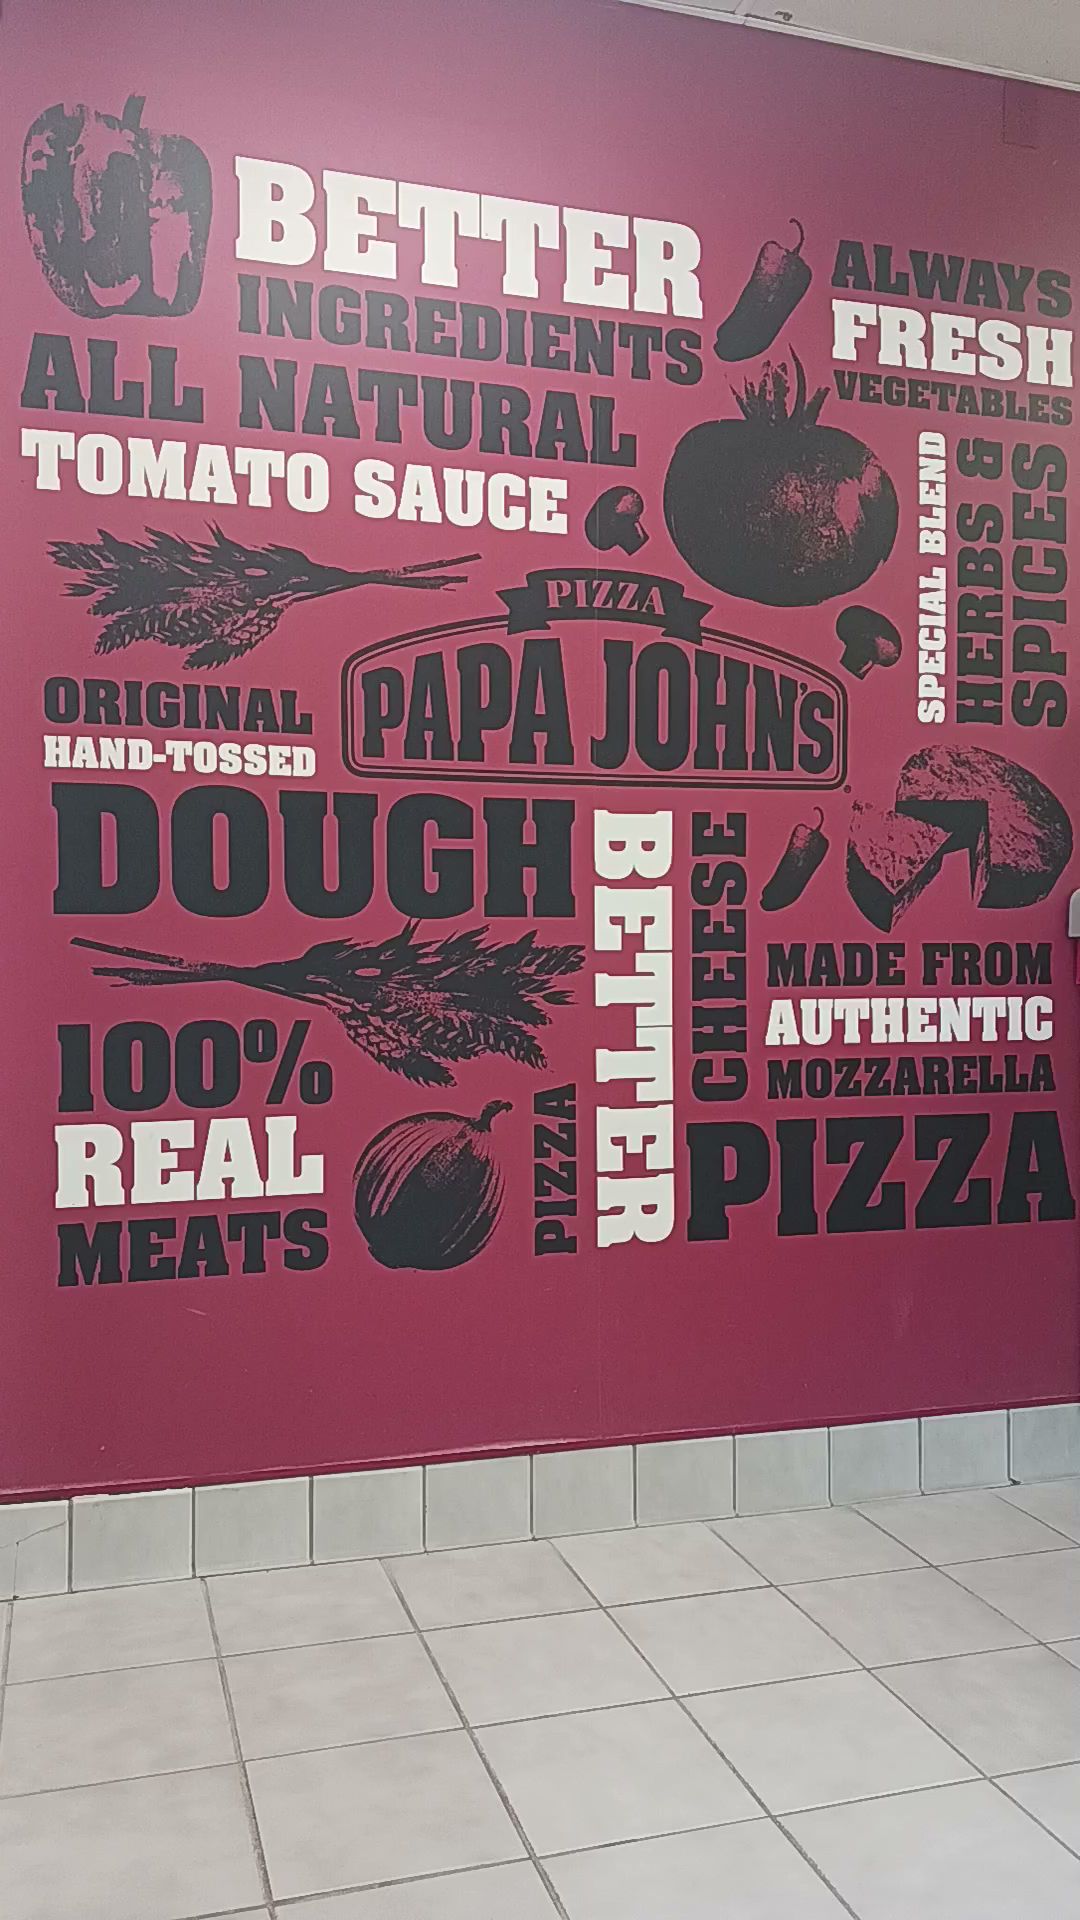 BETTER
INGREDIENTS
ALL NATURAL
TOMATO SAUCE
ALWAYS
FRESH
VEGETABLES
SPECIAL BLEND
HERBS &
SPICES
PIZZA
PAPA JOHN'S
ORIGINAL
HAND-TOSSED
DOUGH
100%
REAL
MEATS
PIZZA
BETTER
CHEESE
MADE FROM
AUTHENTIC
MOZZARELLA
PIZZA